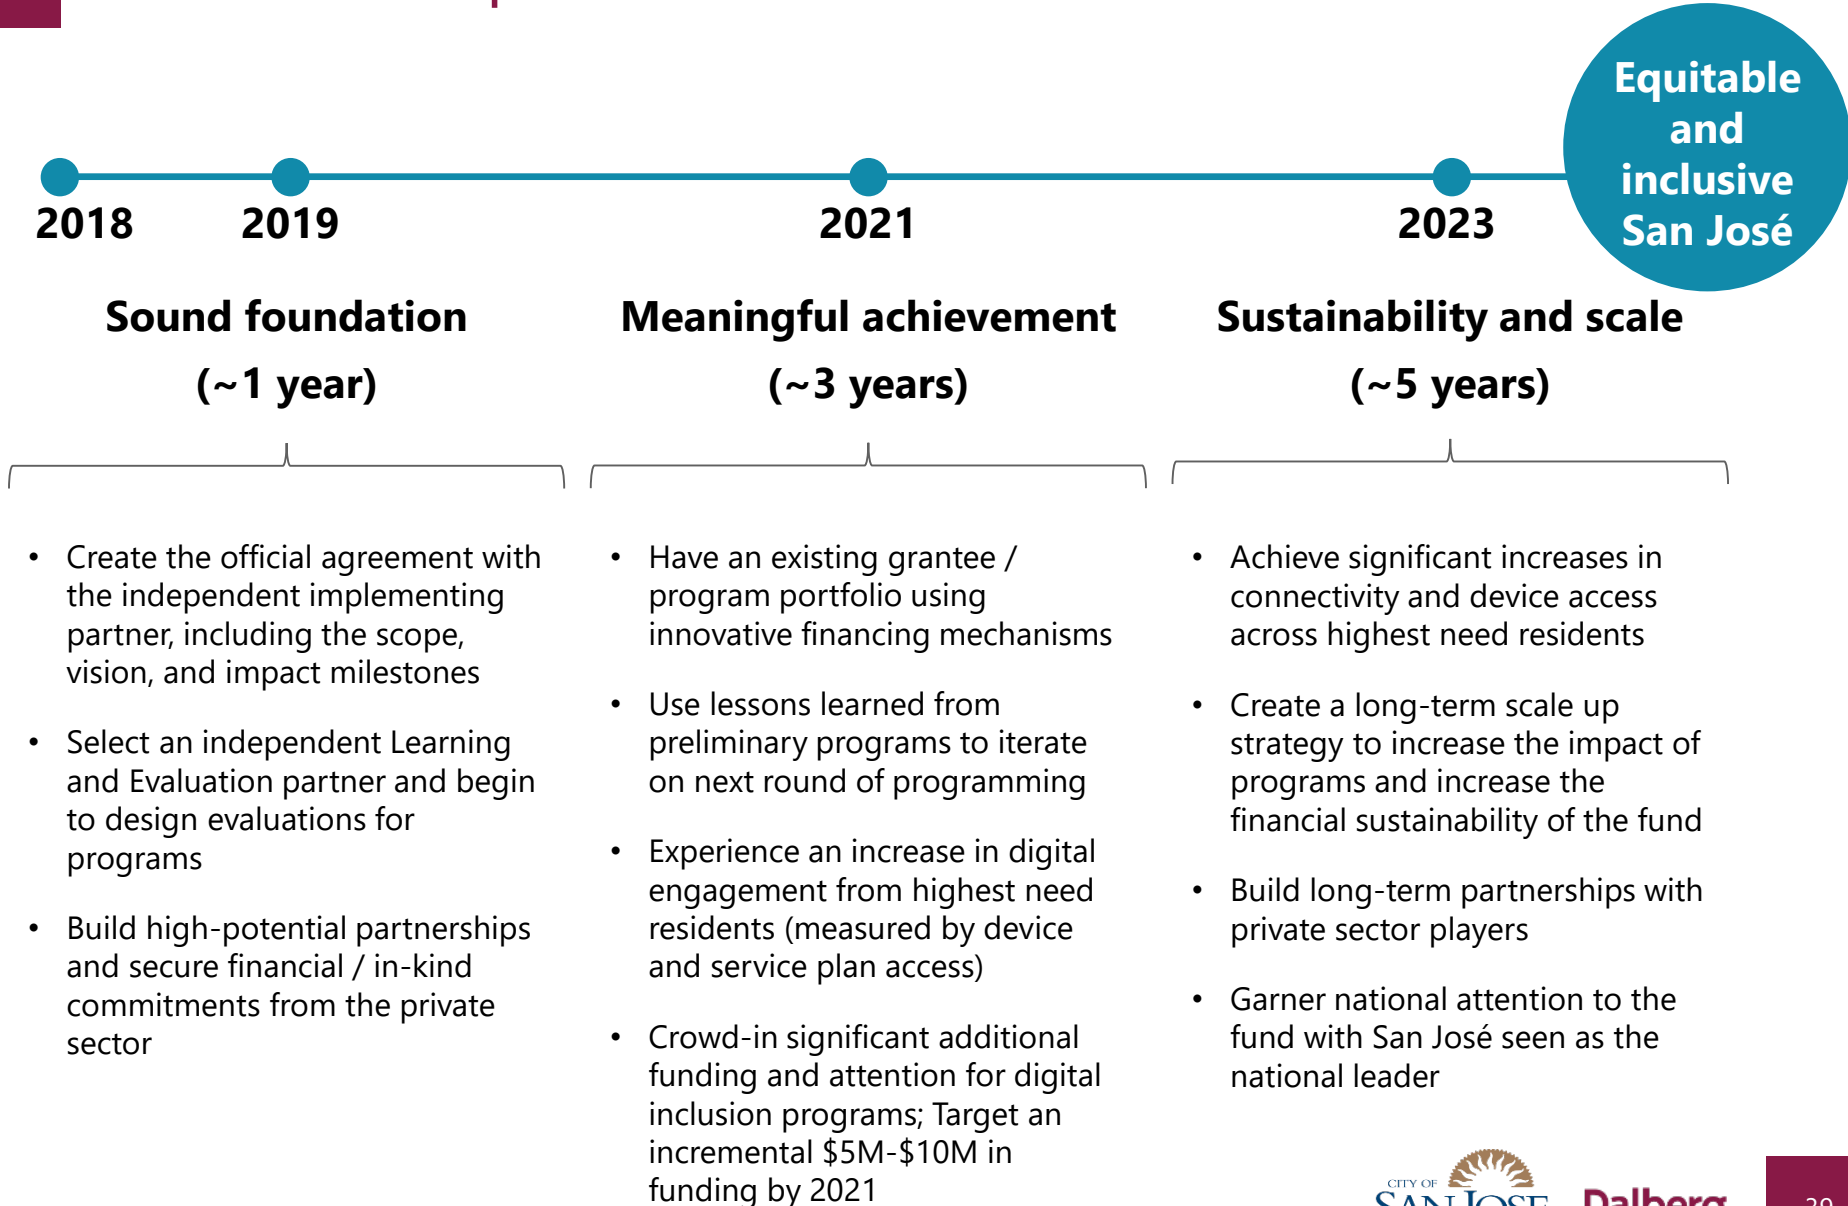 Equitable
and
inclusive
San José
2018
2019
2021
2023
Sound foundation
(~1 year)
Meaningful achievement
(~3 years)
Sustainability and scale
(~5 years)
• Create the official agreement with
the independent implementing
partner, including the scope,
vision, and impact milestones
• Select an independent Learning
and Evaluation partner and begin
to design evaluations for
programs
• Build high-potential partnerships
and secure financial / in-kind
commitments from the private
sector
• Have an existing grantee /
program portfolio using
innovative financing mechanisms
• Use lessons learned from
preliminary programs to iterate
on next round of programming
• Experience an increase in digital
engagement from highest need
residents (measured by device
and service plan access)
• Crowd-in significant additional
funding and attention for digital
inclusion programs; Target an
incremental $5M-$10M in
funding by 2021
• Achieve significant increases in
connectivity and device access
across highest need residents
• Create a long-term scale up
strategy to increase the impact of
programs and increase the
financial sustainability of the fund
• Build long-term partnerships with
private sector players
• Garner national attention to the
fund with San José seen as the
national leader
CITY OF
SAN JOSE
Dalberg